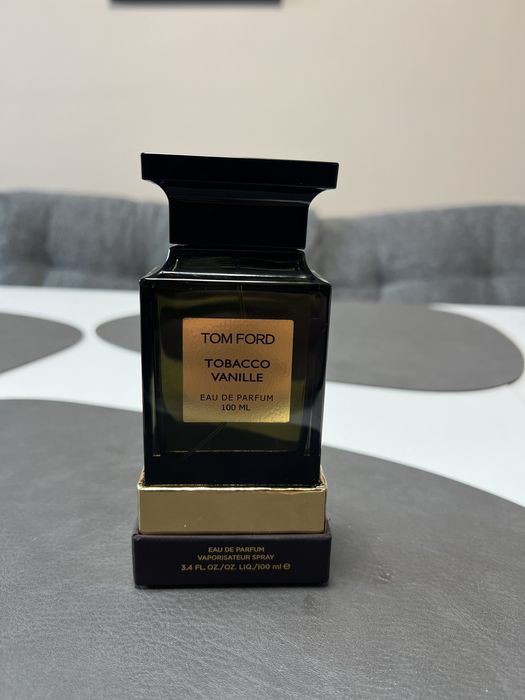 TOM FORD
TOBACCO
VANILLE
EAU DE PARFUM
100 ML
EAU DE PARFUM
VAPORISATEUR SPRAY
3.4 FL. OZ./OZ. LIQ./100 ml ℮